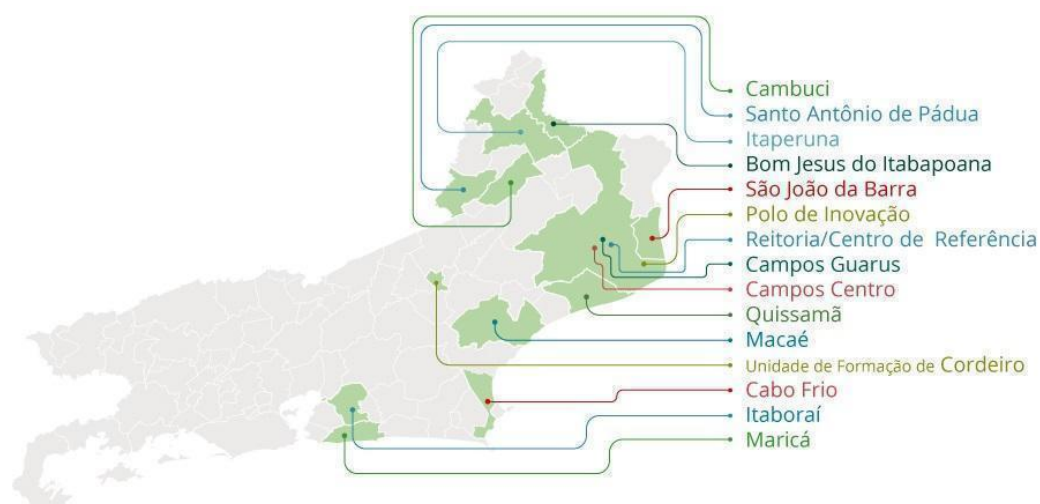 Cambuci
Santo Antônio de Pádua
Itaperuna
Bom Jesus do Itabapoana
São João da Barra
Polo de Inovação
Reitoria/Centro de Referência
Campos Guarus
Campos Centro
Quissamã
Macaé
Unidade de Formação de Cordeiro
Cabo Frio
Itaboraí
Maricá